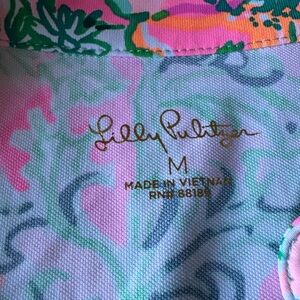 Lilly Pulitzer
M
MADE IN VIETNAM
RN# 88189